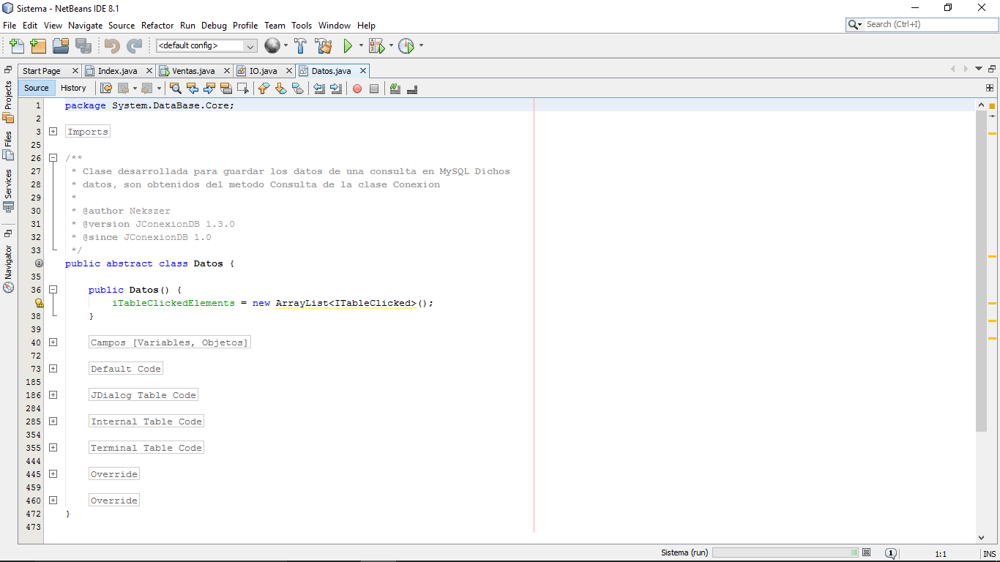 Sistema - NetBeans IDE 8.1
File Edit View Navigate Source Refactor Run Debug Profile Team Tools Window Help
Search (Ctrl+I)
<default config>
Start Page Index.java Ventas.java IO.java Datos.java
Source History
Projects
Files
Services
Navigator
1 package System.DataBase.Core;
2
3 Imports
25
26 /**
27 * Clase desarrollada para guardar los datos de una consulta en MySQL Dichos
28 * datos, son obtenidos del metodo Consulta de la clase Conexion
29 *
30 * @author Nekszer
31 * @version JConexionDB 1.3.0
32 * @since JConexionDB 1.0
33 */
public abstract class Datos {
35
36 public Datos() {
iTableClickedElements = new ArrayList<ITableClicked>();
38 }
39
40 Campos [Variables, Objetos]
72
73 Default Code
185
186 JDialog Table Code
284
285 Internal Table Code
354
355 Terminal Table Code
444
445 Override
459
460 Override
472 }
473
Sistema (run) 1 1:1 INS